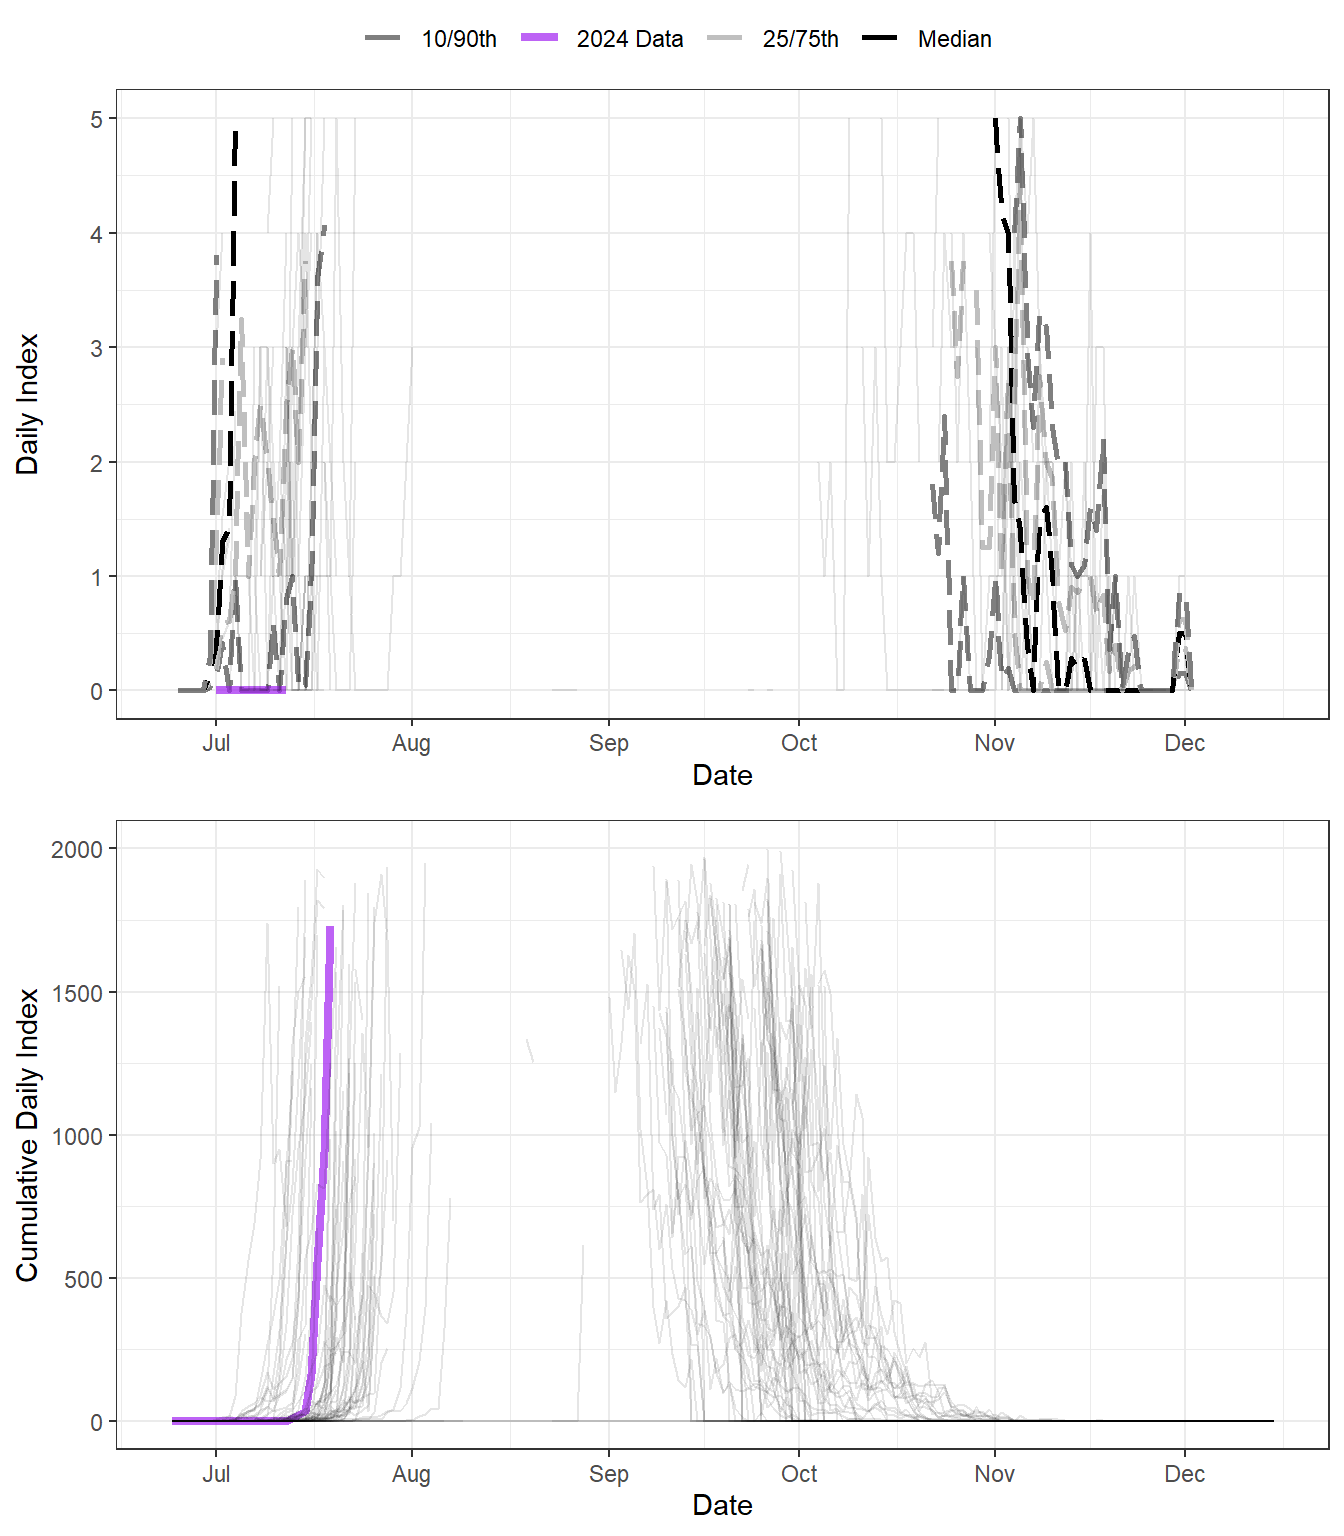 10/90th 2024 Data 25/75th Median
5
4
3
2
1
0
Daily Index
Jul Aug Sep Oct Nov Dec
Date
2000
1500
1000
500
0
Cumulative Daily Index
Jul Aug Sep Oct Nov Dec
Date